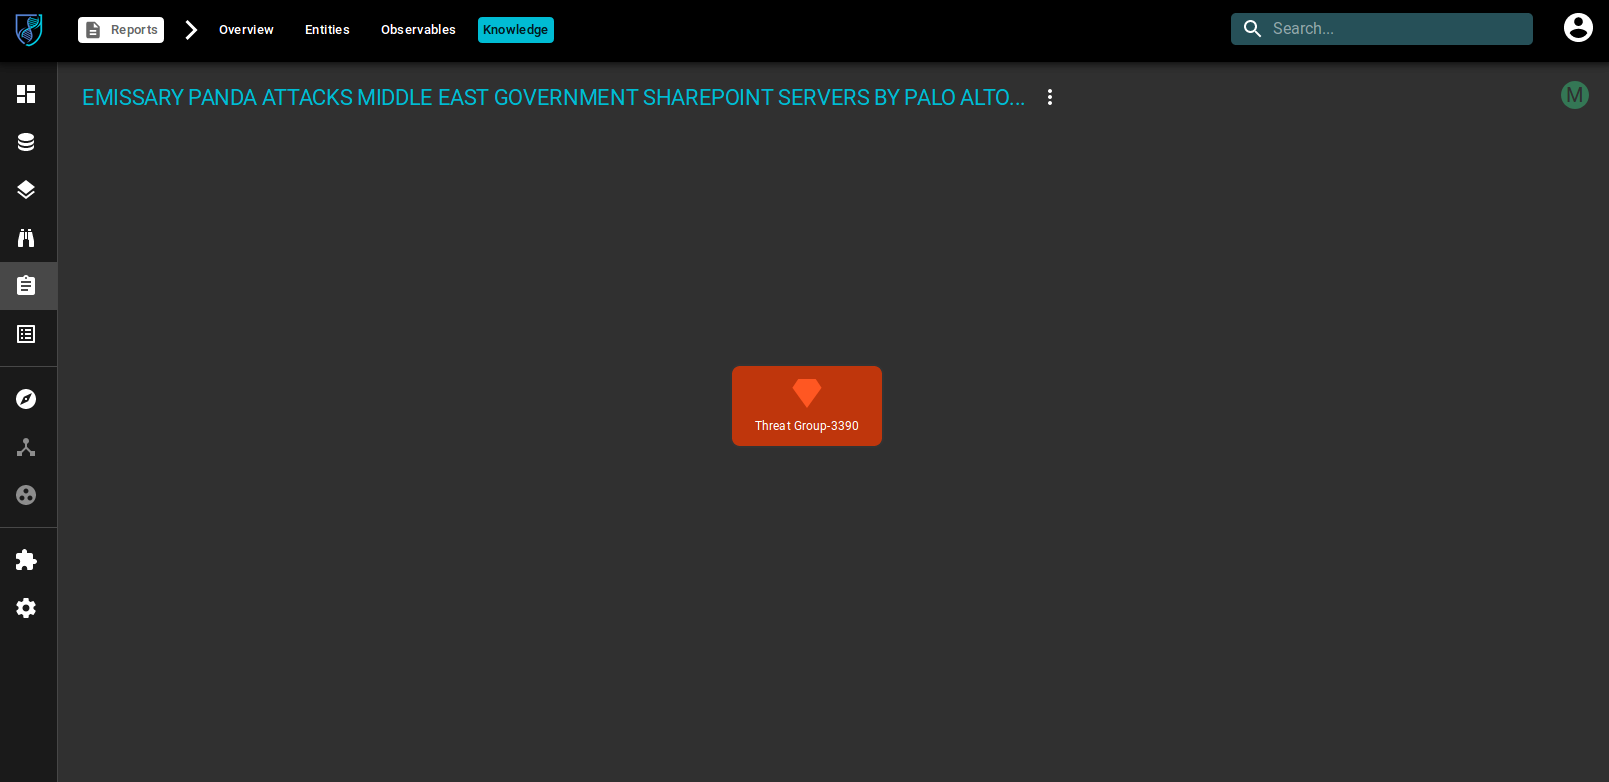 Reports
Overview
Entities
Observables
Knowledge
Search...
EMISSARY PANDA ATTACKS MIDDLE EAST GOVERNMENT SHAREPOINT SERVERS BY PALO ALTO...
M
Threat Group-3390